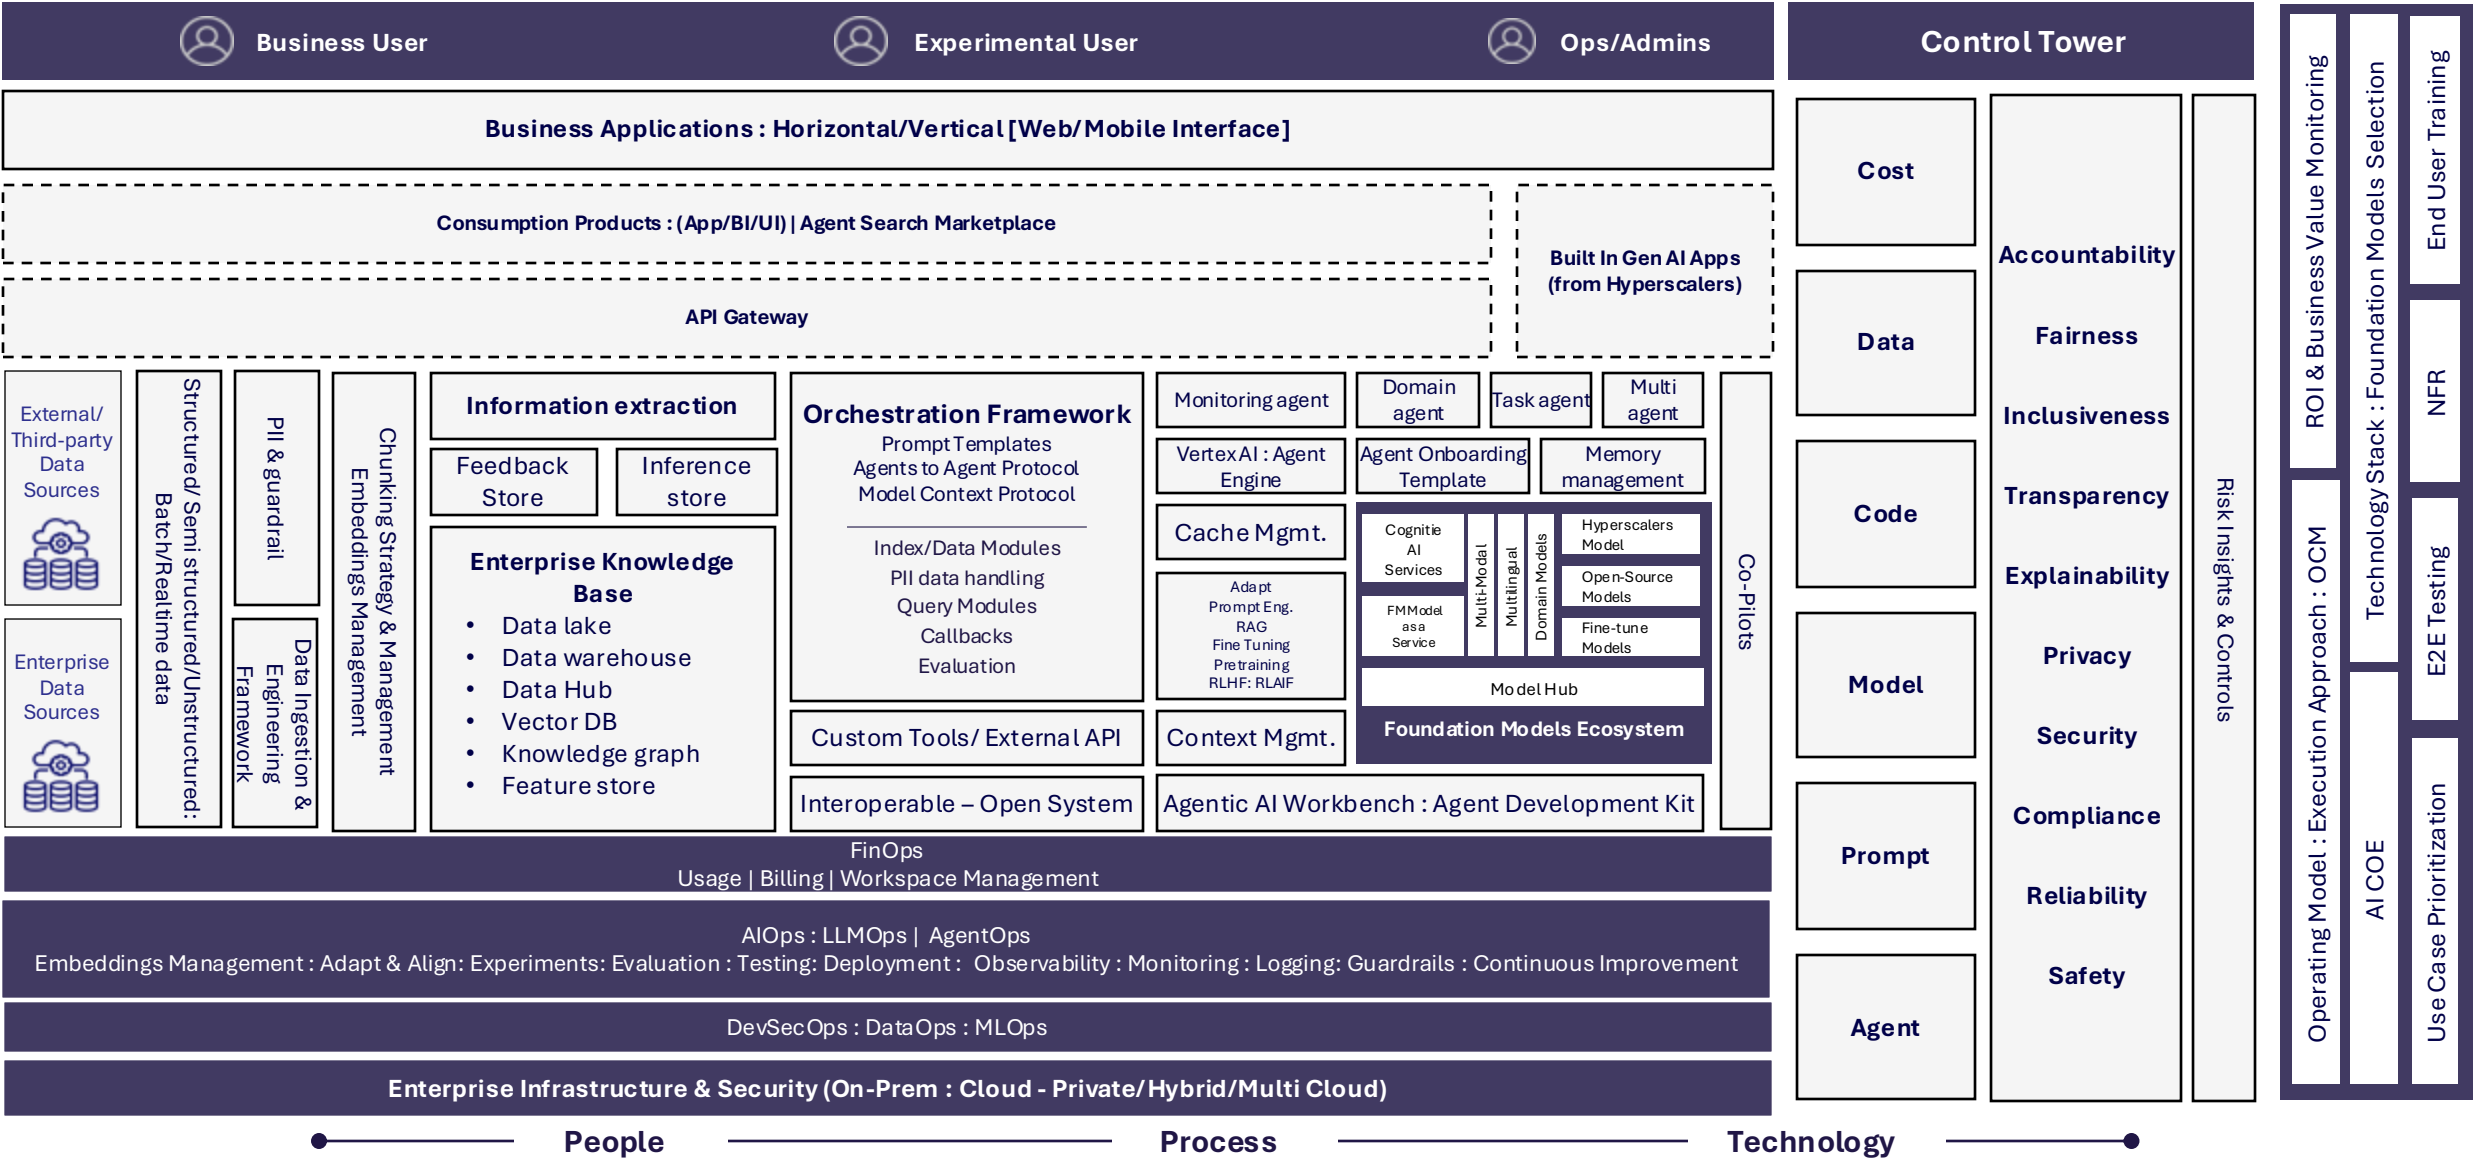 Business User
Experimental User
Ops/Admins
Control Tower
Business Applications : Horizontal/Vertical [Web/Mobile Interface]
Consumption Products : (App/BI/UI) | Agent Search Marketplace
API Gateway
Built In Gen AI Apps
(from Hyperscalers)
External/
Third-party
Data
Sources
Enterprise
Data
Sources
Structured/ Semi structured/Unstructured:
Batch/Realtime data
PII & guardrail
Data Ingestion &
Engineering
Framework
Chunking Strategy & Management
Embeddings Management
Information extraction
Feedback
Store
Inference
store
Enterprise Knowledge
Base
• Data lake
• Data warehouse
• Data Hub
• Vector DB
• Knowledge graph
• Feature store
Orchestration Framework
Prompt Templates
Agents to Agent Protocol
Model Context Protocol
Index/Data Modules
PII data handling
Query Modules
Callbacks
Evaluation
Custom Tools/ External API
Interoperable – Open System
Monitoring agent
Domain
agent
Task agent
Multi
agent
Vertex AI : Agent
Engine
Agent Onboarding
Template
Memory
management
Cache Mgmt.
Adapt
Prompt Eng.
RAG
Fine Tuning
Pretraining
RLHF: RLAIF
Context Mgmt.
Cognitie
AI
Services
FM Model
as a
Service
Multi-Modal
Multilingual
Domain Models
Hyperscalers
Model
Open-Source
Models
Fine-tune
Models
Model Hub
Foundation Models Ecosystem
Agentic AI Workbench : Agent Development Kit
Co-Pilots
FinOps
Usage | Billing | Workspace Management
AIOps : LLMOps | AgentOps
Embeddings Management : Adapt & Align: Experiments: Evaluation : Testing: Deployment : Observability : Monitoring : Logging: Guardrails : Continuous Improvement
DevSecOps : DataOps : MLOps
Enterprise Infrastructure & Security (On-Prem : Cloud - Private/Hybrid/Multi Cloud)
Cost
Data
Code
Model
Prompt
Agent
Accountability
Fairness
Inclusiveness
Transparency
Explainability
Privacy
Security
Compliance
Reliability
Safety
Risk Insights & Controls
ROI & Business Value Monitoring
Operating Model : Execution Approach : OCM
Technology Stack : Foundation Models Selection
AI COE
End User Training
NFR
E2E Testing
Use Case Prioritization
People
Process
Technology